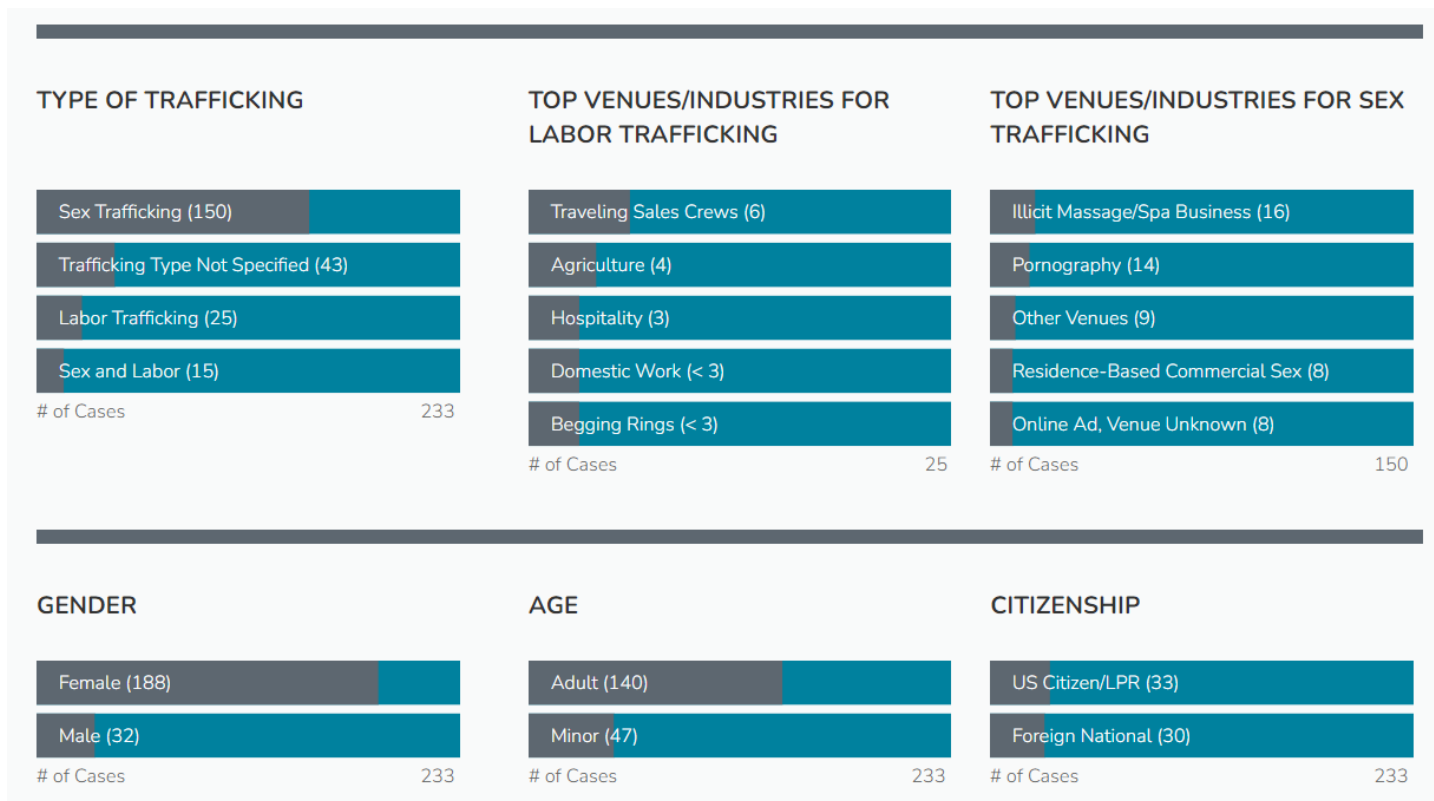 TYPE OF TRAFFICKING
Sex Trafficking (150)
Trafficking Type Not Specified (43)
Labor Trafficking (25)
Sex and Labor (15)
# of Cases 233
TOP VENUES/INDUSTRIES FOR
LABOR TRAFFICKING
Traveling Sales Crews (6)
Agriculture (4)
Hospitality (3)
Domestic Work (< 3)
Begging Rings (< 3)
# of Cases 25
TOP VENUES/INDUSTRIES FOR SEX
TRAFFICKING
Illicit Massage/Spa Business (16)
Pornography (14)
Other Venues (9)
Residence-Based Commercial Sex (8)
Online Ad, Venue Unknown (8)
# of Cases 150
GENDER
Female (188)
Male (32)
# of Cases 233
AGE
Adult (140)
Minor (47)
# of Cases 233
CITIZENSHIP
US Citizen/LPR (33)
Foreign National (30)
# of Cases 233